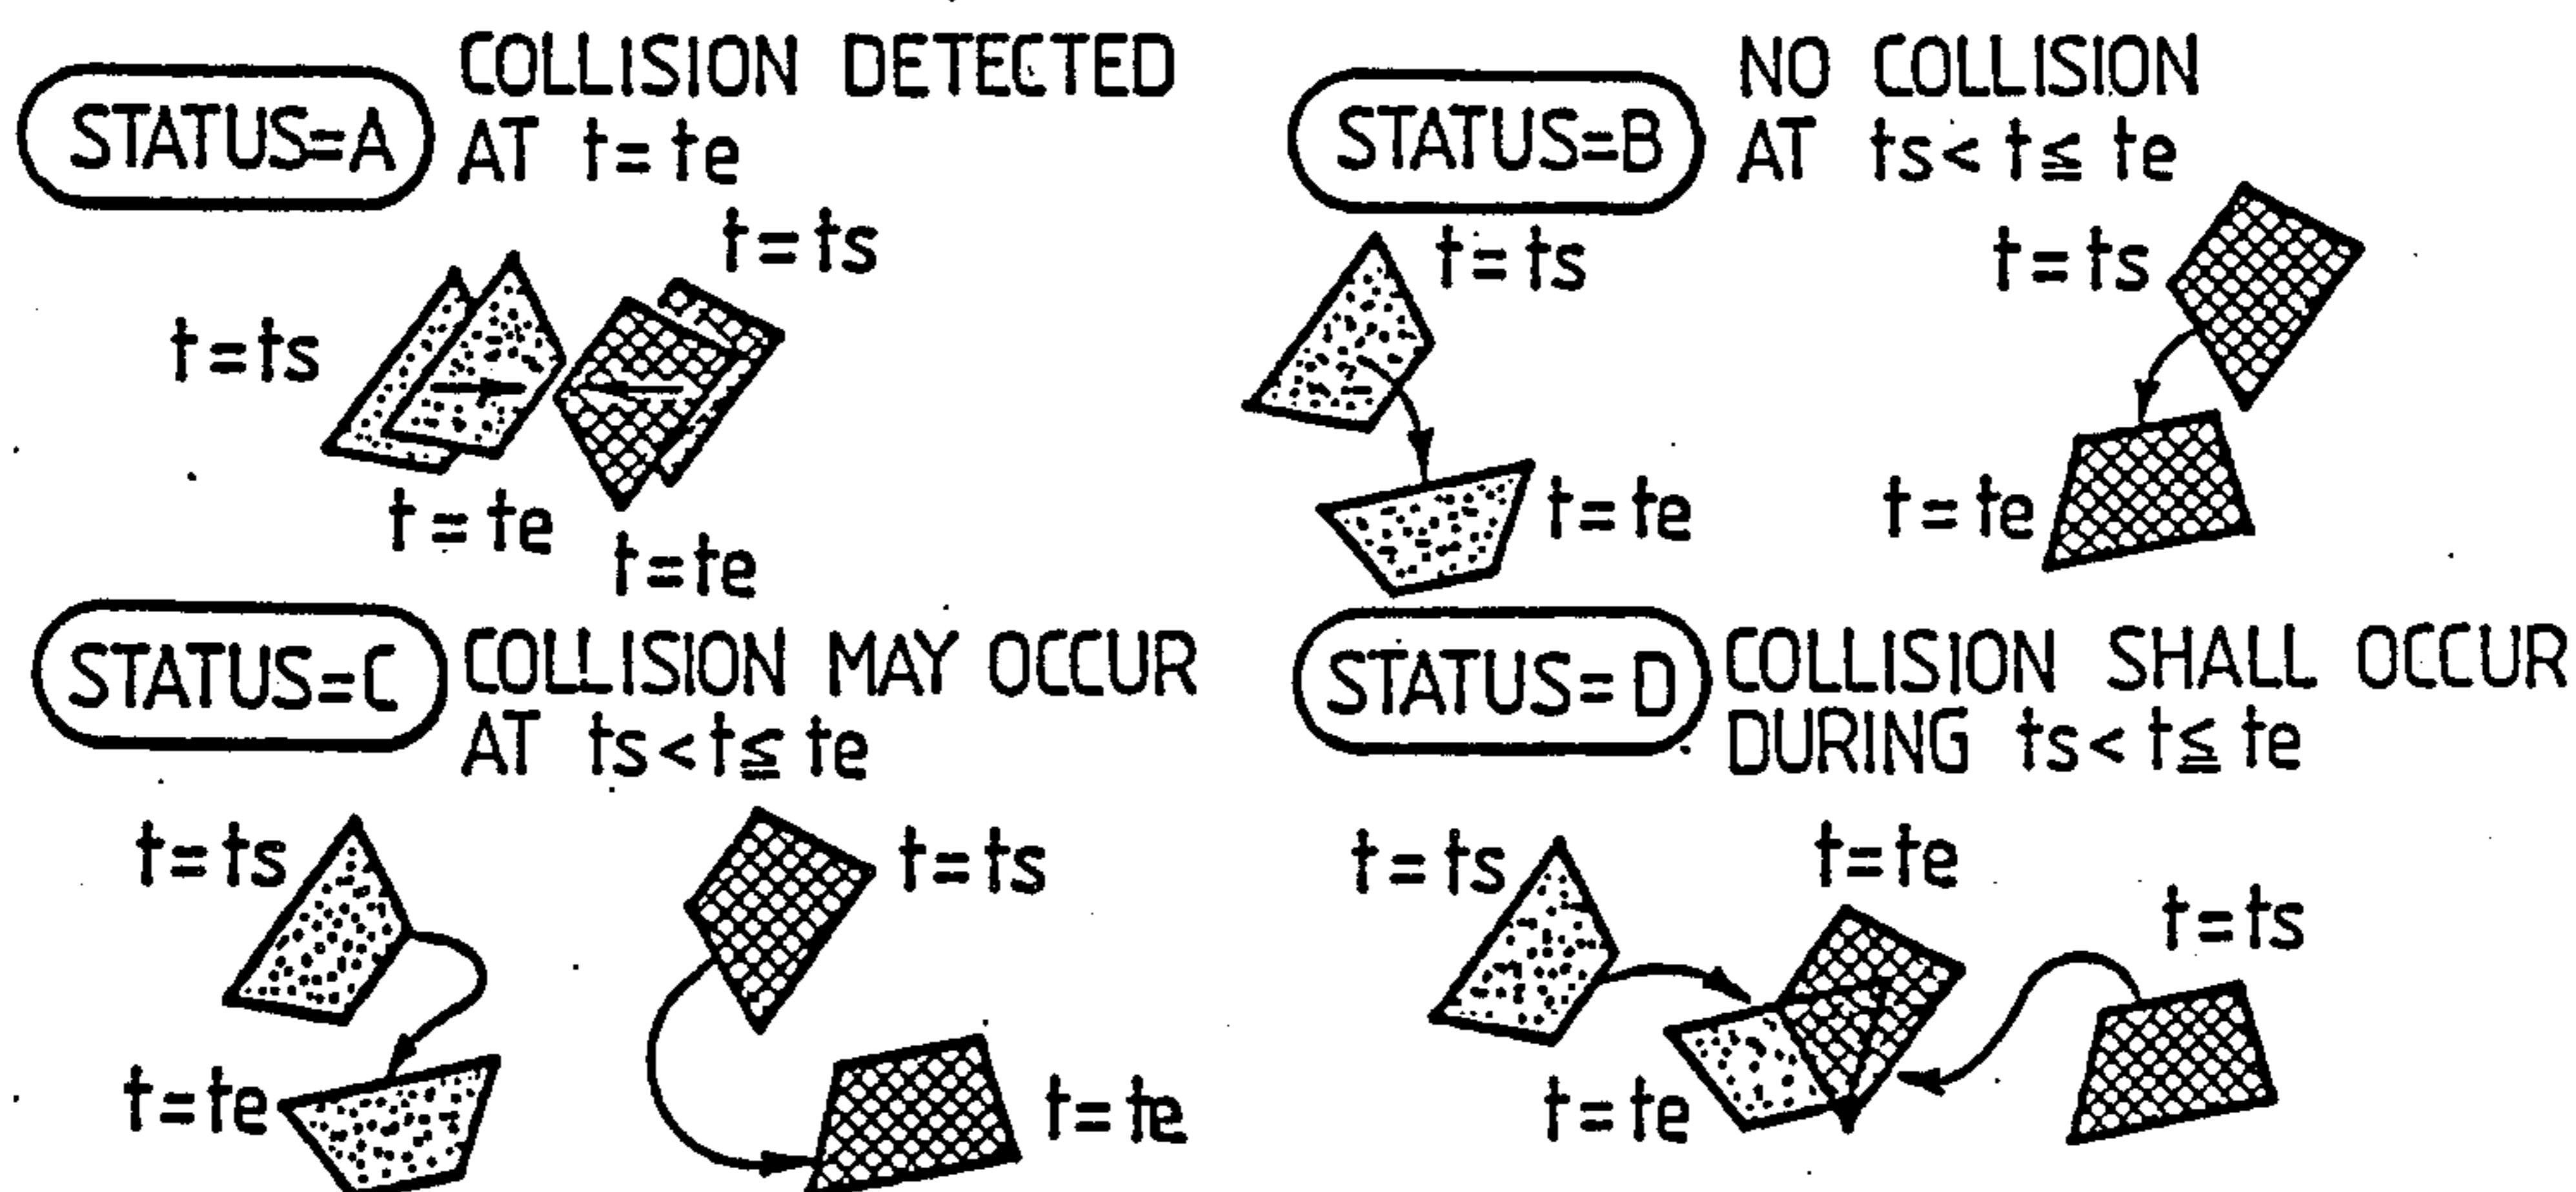 STATUS=A
COLLISION DETECTED
AT t=te
t=ts
t=ts
t=te
t=te
STATUS=B
NO COLLISION
AT ts<t≦te
t=ts
t=ts
t=te
t=te
STATUS=C
COLLISION MAY OCCUR
AT ts<t≦te
t=ts
t=ts
t=te
t=te
STATUS=D
COLLISION SHALL OCCUR
DURING ts<t≦te
t=ts
t=te
t=ts
t=te